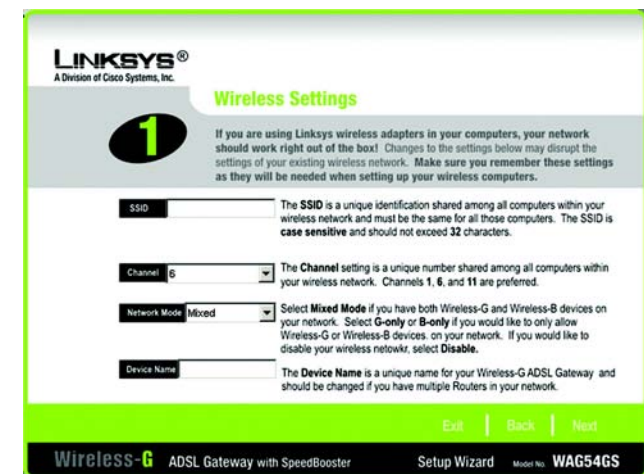 LINKSYS®
A Division of Cisco Systems, Inc.
Wireless Settings
1
If you are using Linksys wireless adapters in your computers, your network
should work right out of the box! Changes to the settings below may disrupt the
settings of your existing wireless network. Make sure you remember these settings
as they will be needed when setting up your wireless computers.
SSID
The SSID is a unique identification shared among all computers within your
wireless network and must be the same for all those computers. The SSID is
case sensitive and should not exceed 32 characters.
Channel 6
The Channel setting is a unique number shared among all computers within
your wireless network. Channels 1, 6, and 11 are preferred.
Network Mode Mixed
Select Mixed Mode if you have both Wireless-G and Wireless-B devices on
your network. Select G-only or B-only if you would like to only allow
Wireless-G or Wireless-B devices. on your network. If you would like to
disable your wireless netowkr, select Disable.
Device Name
The Device Name is a unique name for your Wireless-G ADSL Gateway and
should be changed if you have multiple Routers in your network.
Exit Back Next
Wireless-G ADSL Gateway with SpeedBooster Setup Wizard Model No. WAG54GS